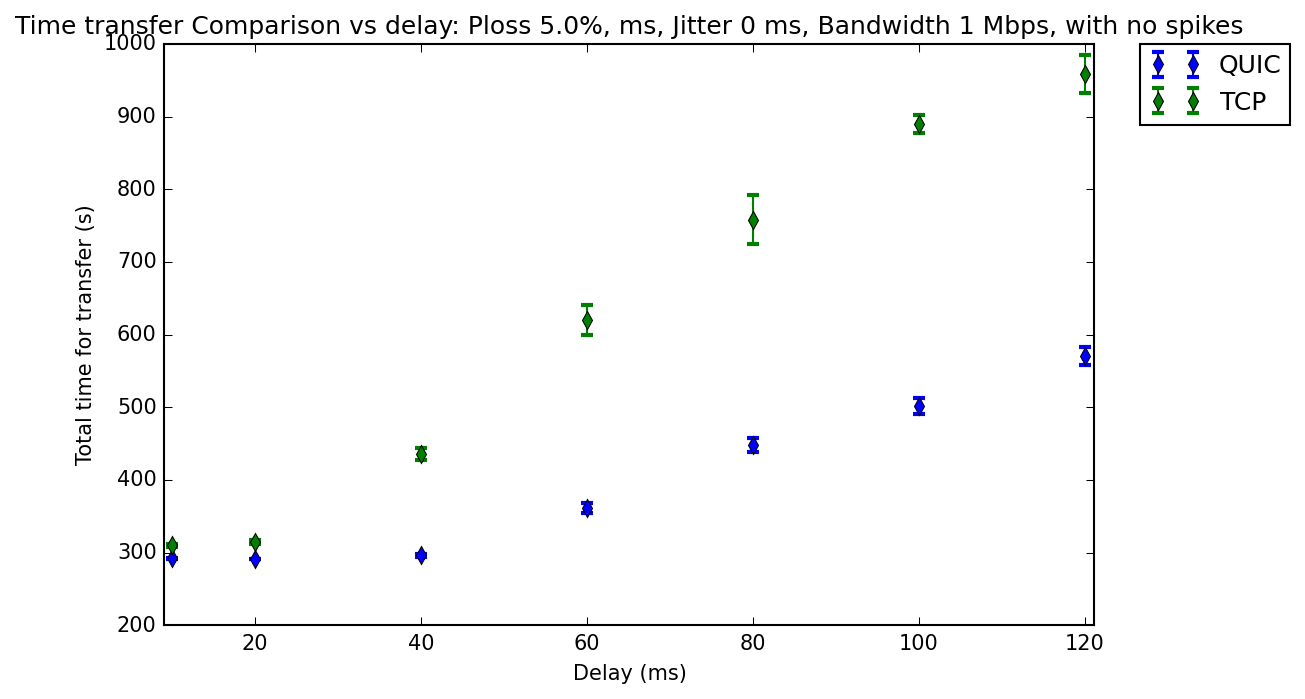 Time transfer Comparison vs delay: Ploss 5.0%, ms, Jitter 0 ms, Bandwidth 1 Mbps, with no spikes
1000
900
800
700
600
500
400
300
200
Total time for transfer (s)
20 40 60 80 100 120
Delay (ms)
QUIC
TCP